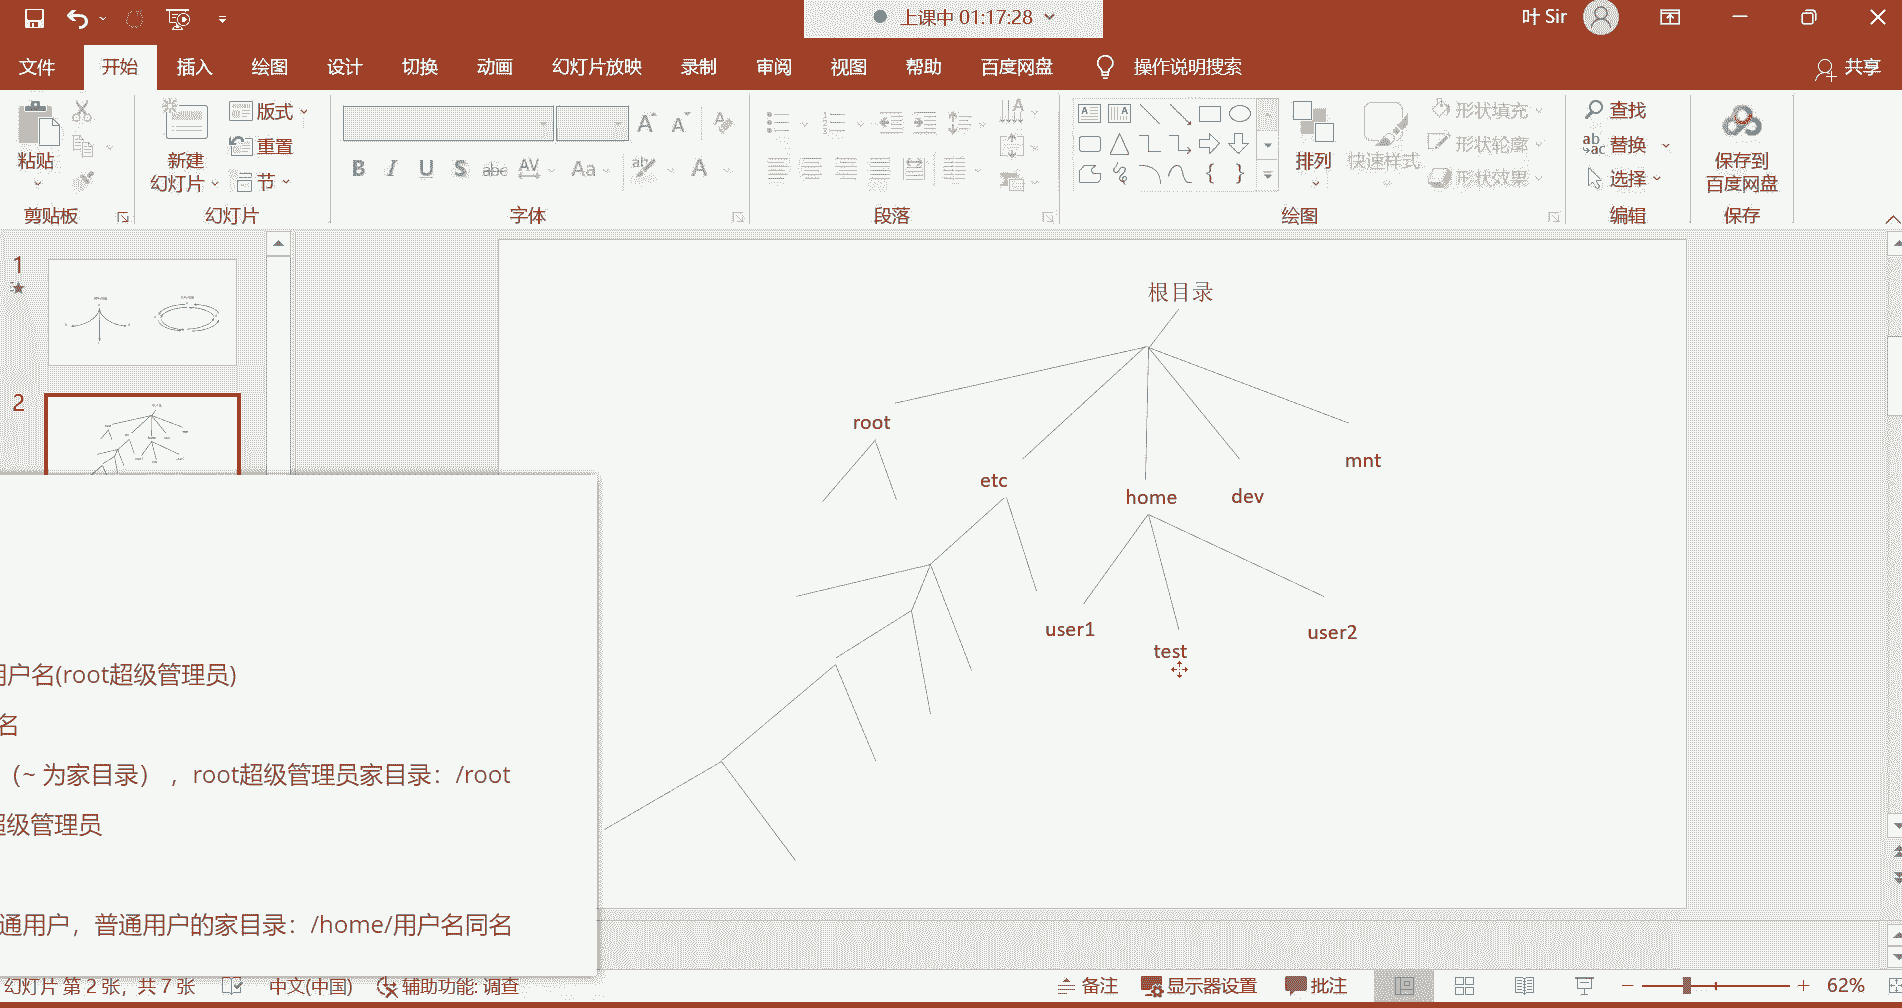 上课中 01:17:28
叶 Sir
文件 开始 插入 绘图 设计 切换 动画 幻灯片放映 录制 审阅 视图 帮助 百度网盘 操作说明搜索 共享
粘贴
剪贴板
新建
幻灯片
版式
重置
节
幻灯片
B I U S abc AV Aa A
字体
段落
排列
快速样式
形状填充
形状轮廓
形状效果
绘图
查找
替换
选择
编辑
保存到
百度网盘
保存
1
2
根目录
root
etc
home
dev
mnt
user1
test
user2
用户名(root超级管理员)
名
（~ 为家目录），root超级管理员家目录：/root
超级管理员
通用户，普通用户的家目录：/home/用户名同名
幻灯片 第 2 张，共 7 张 中文(中国) 辅助功能: 调查 备注 显示器设置 批注 62%